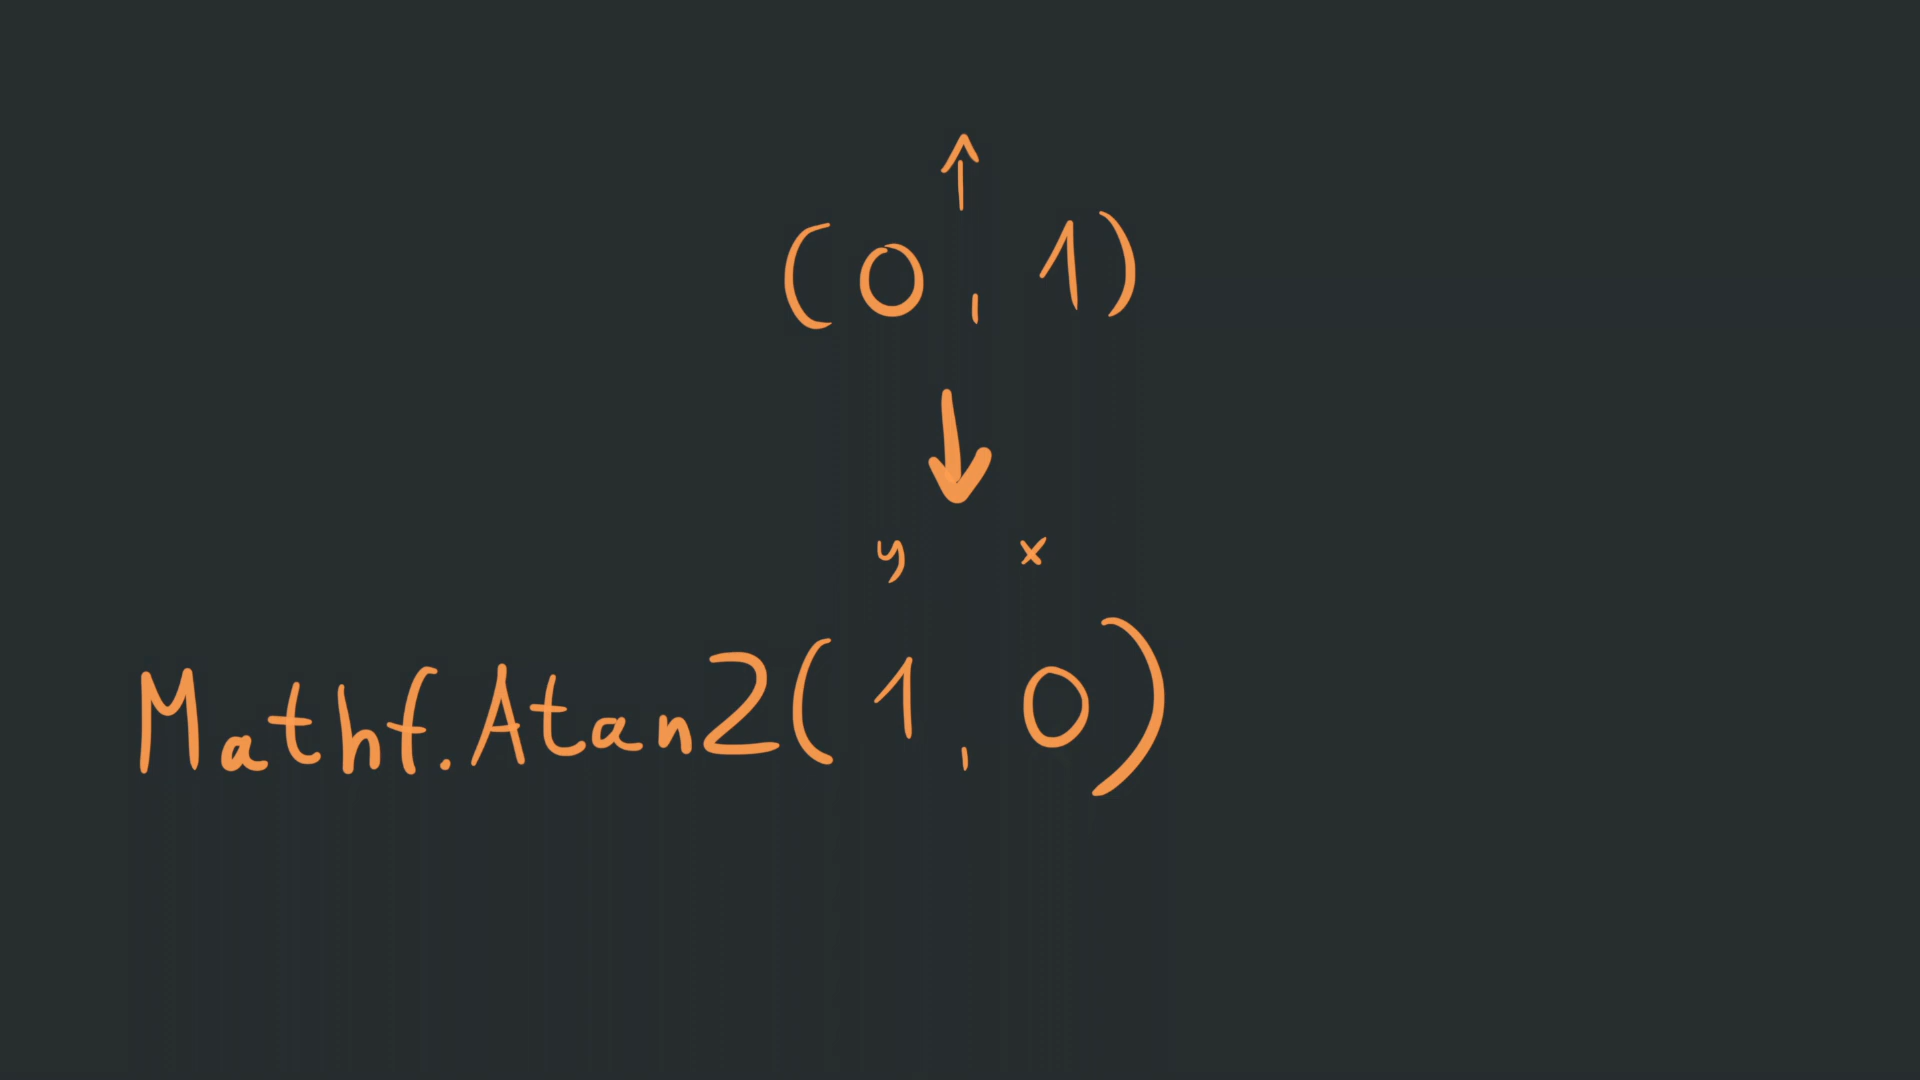 (0, 1)
y x
Mathf.Atan2(1, 0)